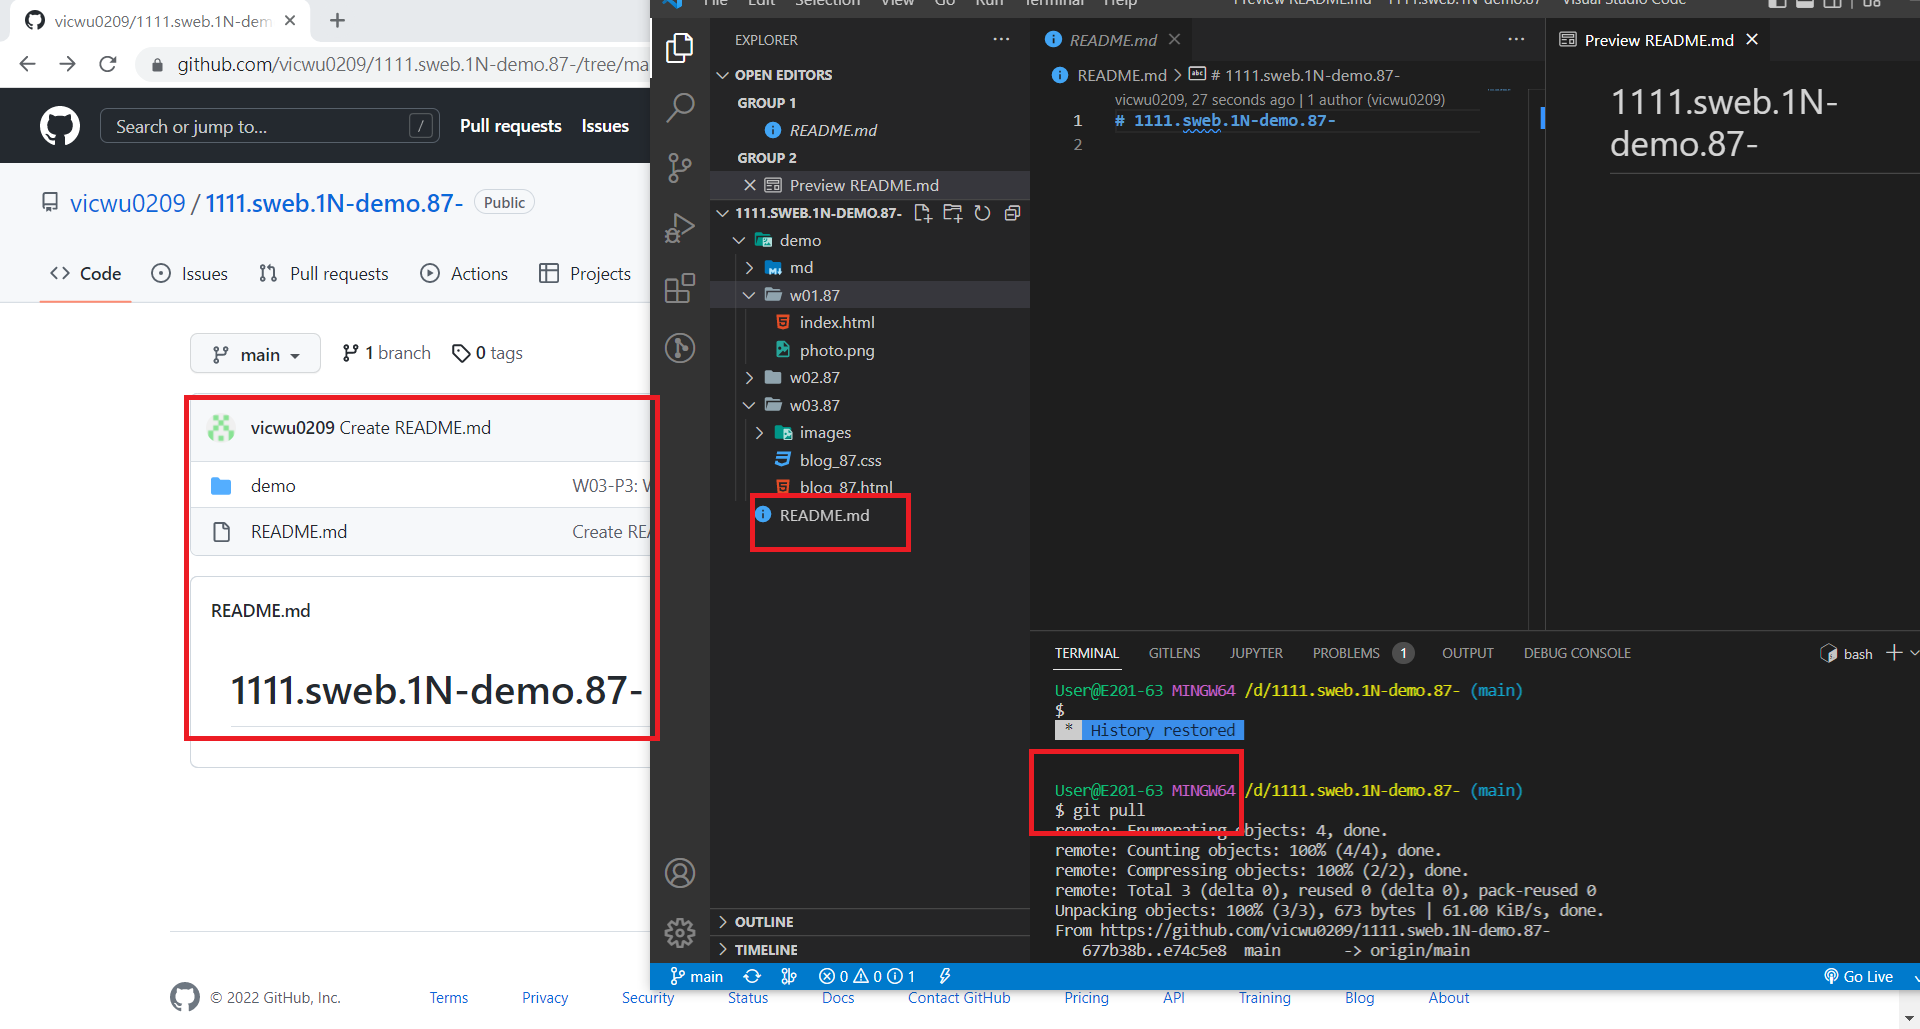 vicwu0209/1111.sweb.1N-dem
github.com/vicwu0209/1111.sweb.1N-demo.87-/tree/ma
Search or jump to...
/
Pull requests
Issues
vicwu0209 / 1111.sweb.1N-demo.87-
Public
Code
Issues
Pull requests
Actions
Projects
main
1 branch
0 tags
vicwu0209 Create README.md
demo
W03-P3: W
README.md
Create REA
README.md
1111.sweb.1N-demo.87-
© 2022 GitHub, Inc.
Terms
Privacy
Security
Status
Docs
Contact GitHub
Pricing
API
Training
Blog
About
File Edit Selection View Go Run Terminal Help
Preview README.md - 1111.sweb.1N-demo.87- - Visual Studio Code
EXPLORER
OPEN EDITORS
GROUP 1
README.md
GROUP 2
Preview README.md
1111.SWEB.1N-DEMO.87-
demo
md
w01.87
index.html
photo.png
w02.87
w03.87
images
blog_87.css
blog_87.html
README.md
OUTLINE
TIMELINE
README.md
README.md > # 1111.sweb.1N-demo.87-
vicwu0209, 27 seconds ago | 1 author (vicwu0209)
1 # 1111.sweb.1N-demo.87-
2
Preview README.md
1111.sweb.1N-
demo.87-
TERMINAL
GITLENS
JUPYTER
PROBLEMS 1
OUTPUT
DEBUG CONSOLE
bash
User@E201-63 MINGW64 /d/1111.sweb.1N-demo.87- (main)
$
* History restored
User@E201-63 MINGW64 /d/1111.sweb.1N-demo.87- (main)
$ git pull
remote: Enumerating objects: 4, done.
remote: Counting objects: 100% (4/4), done.
remote: Compressing objects: 100% (2/2), done.
remote: Total 3 (delta 0), reused 0 (delta 0), pack-reused 0
Unpacking objects: 100% (3/3), 673 bytes | 61.00 KiB/s, done.
From https://github.com/vicwu0209/1111.sweb.1N-demo.87-
677b38b..e74c5e8 main -> origin/main
main
0 0 1
Go Live